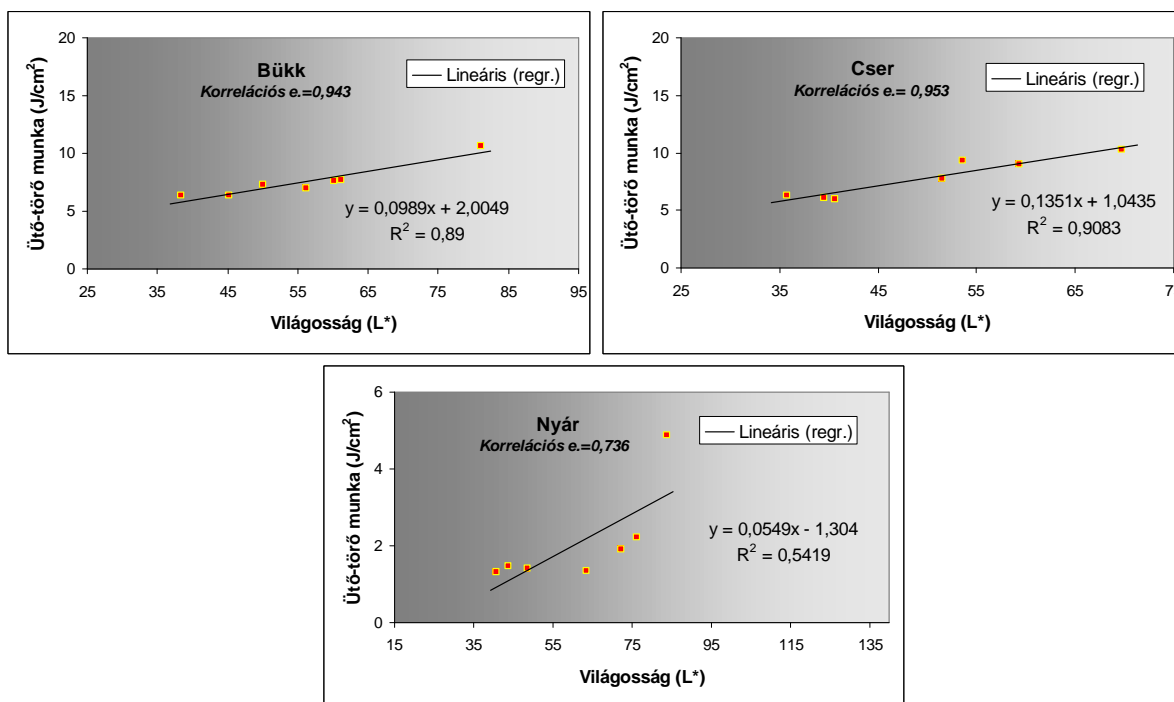 Bükk
Korrelációs e.=0,943
Lineáris (regr.)
y = 0,0989x + 2,0049
R² = 0,89
Ütő-törő munka (J/cm²)
20
15
10
5
0
25 35 45 55 65 75 85 95
Világosság (L*)
Cser
Korrelációs e.= 0,953
Lineáris (regr.)
y = 0,1351x + 1,0435
R² = 0,9083
Ütő-törő munka (J/cm²)
20
15
10
5
0
25 35 45 55 65 7
Világosság (L*)
Nyár
Korrelációs e.=0,736
Lineáris (regr.)
y = 0,0549x - 1,304
R² = 0,5419
Ütő-törő munka (J/cm²)
6
4
2
0
15 35 55 75 95 115 135
Világosság (L*)